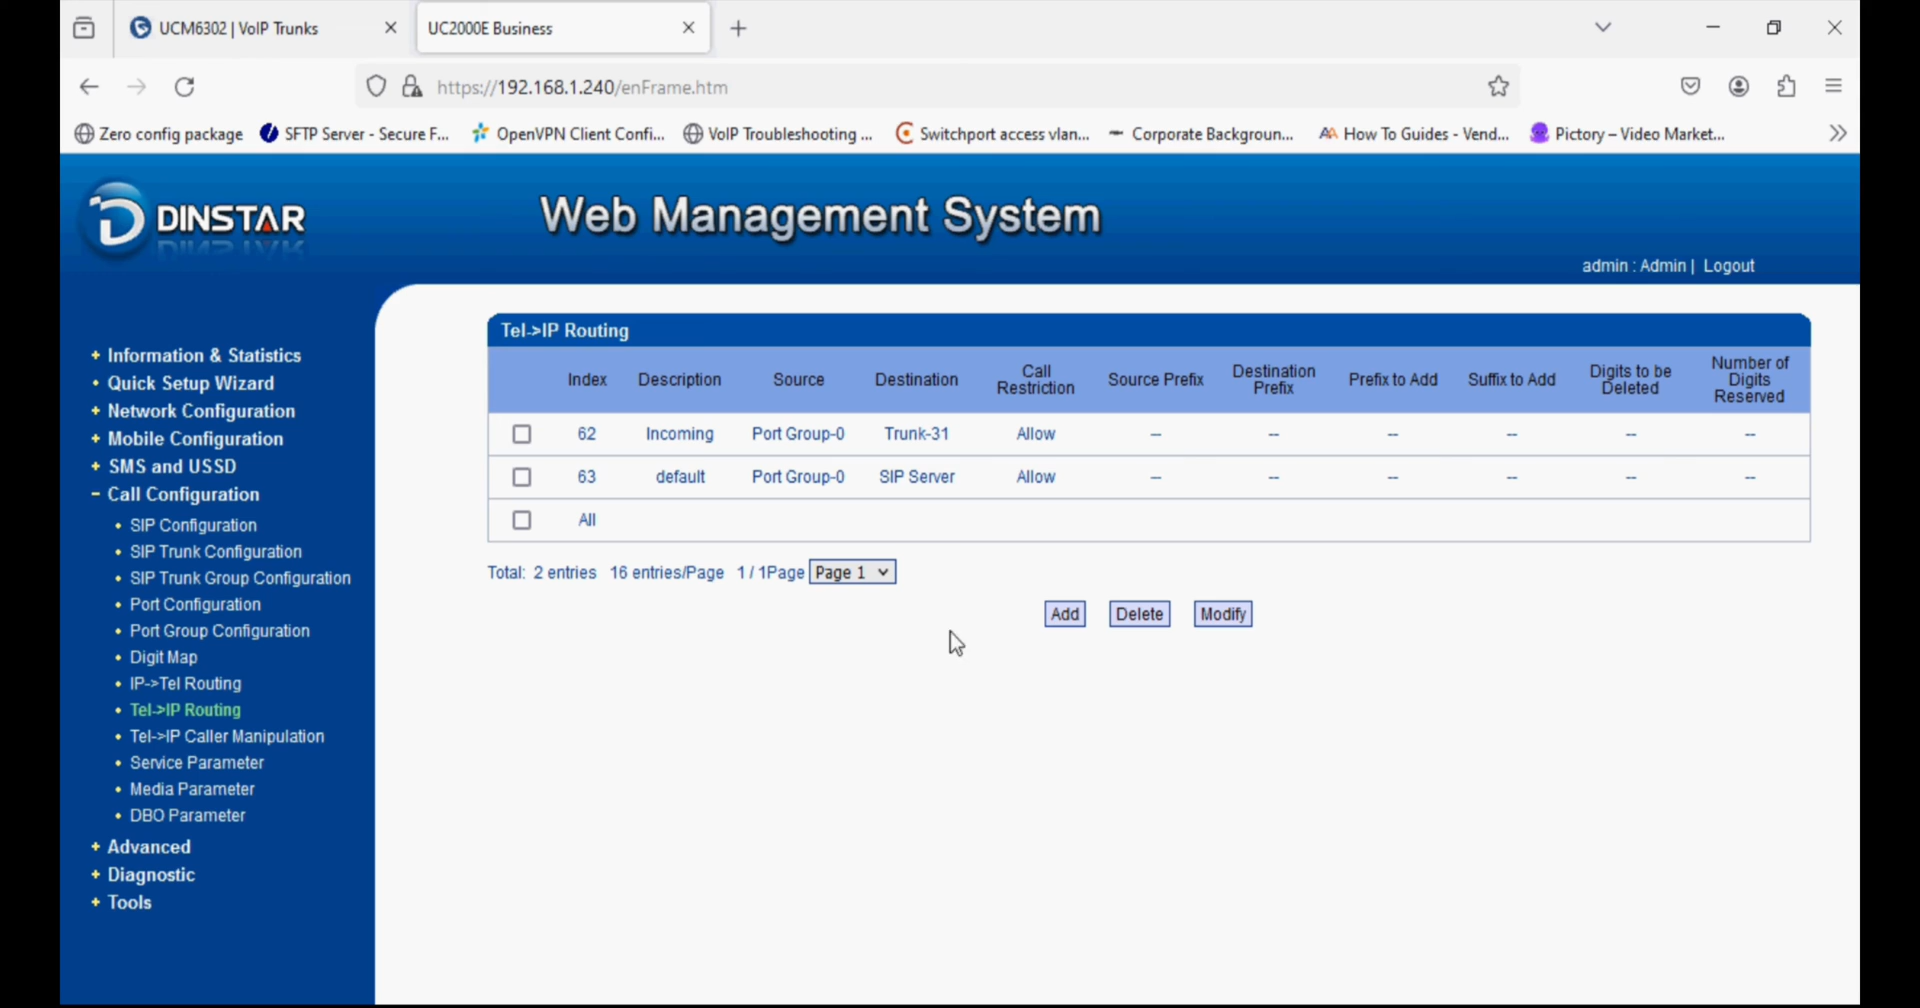 UCM6302 | VoIP Trunks
UC2000E Business
https://192.168.1.240/enFrame.htm
Zero config package
SFTP Server - Secure F...
OpenVPN Client Confi...
VoIP Troubleshooting ...
Switchport access vlan...
Corporate Backgroun...
How To Guides - Vend...
Pictory – Video Market...
DINSTAR
Web Management System
admin : Admin | Logout
+ Information & Statistics
Quick Setup Wizard
+ Network Configuration
+ Mobile Configuration
+ SMS and USSD
- Call Configuration
SIP Configuration
SIP Trunk Configuration
SIP Trunk Group Configuration
Port Configuration
Port Group Configuration
Digit Map
IP->Tel Routing
Tel->IP Routing
Tel->IP Caller Manipulation
Service Parameter
Media Parameter
DBO Parameter
+ Advanced
+ Diagnostic
+ Tools
Tel->IP Routing
Index Description Source Destination Call Restriction Source Prefix Destination Prefix Prefix to Add Suffix to Add Digits to be Deleted Number of Digits Reserved
62 Incoming Port Group-0 Trunk-31 Allow -- -- -- -- -- --
63 default Port Group-0 SIP Server Allow -- -- -- -- -- --
All
Total: 2 entries 16 entries/Page 1 / 1Page Page 1
Add Delete Modify